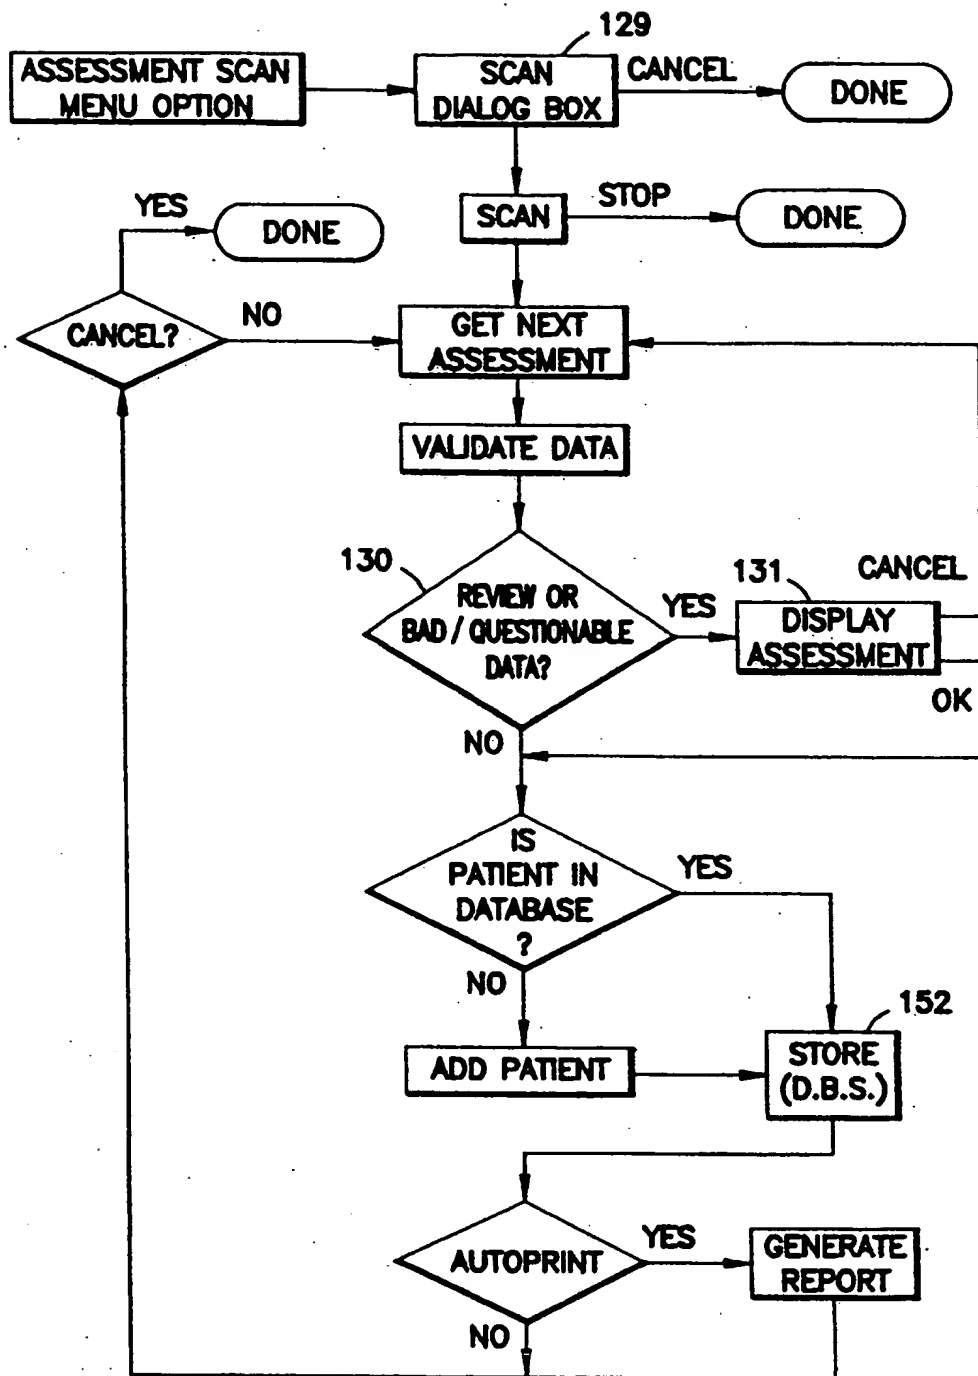 129
ASSESSMENT SCAN
MENU OPTION
SCAN
DIALOG BOX
CANCEL
DONE
SCAN
STOP
DONE
YES
DONE
CANCEL?
NO
GET NEXT
ASSESSMENT
VALIDATE DATA
130
REVIEW OR
BAD / QUESTIONABLE
DATA?
YES
131
DISPLAY
ASSESSMENT
CANCEL
OK
NO
IS
PATIENT IN
DATABASE
?
YES
NO
ADD PATIENT
152
STORE
(D.B.S.)
AUTOPRINT
YES
GENERATE
REPORT
NO